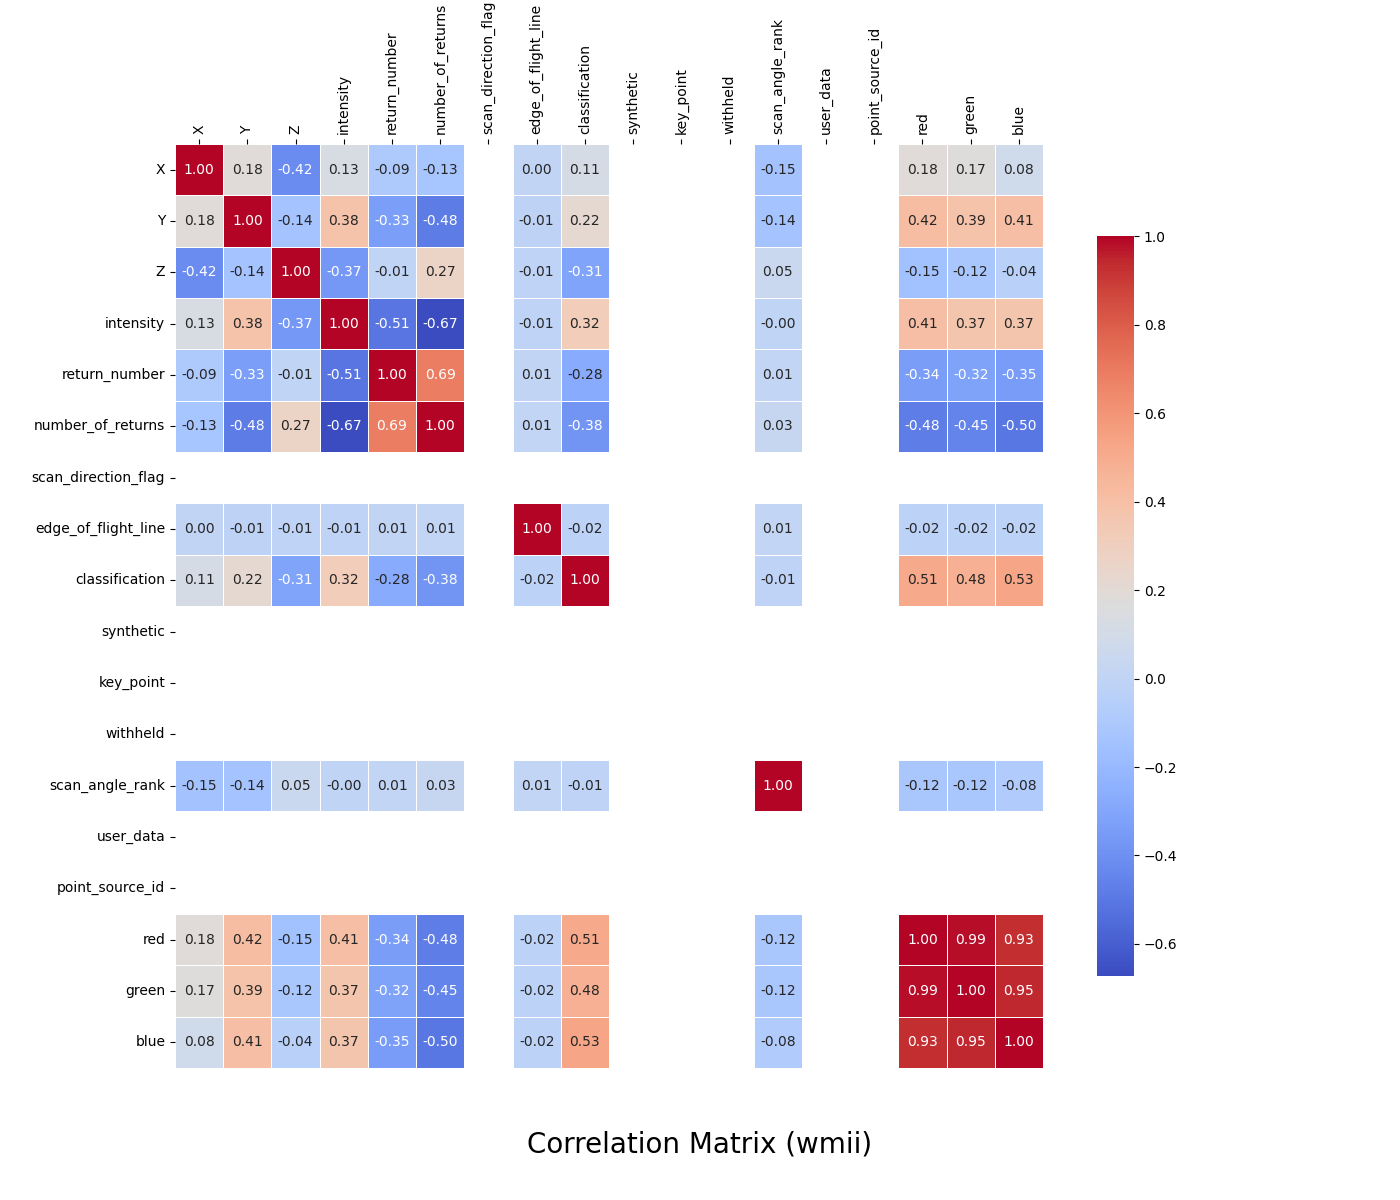 X Y Z intensity return_number number_of_returns scan_direction_flag edge_of_flight_line classification synthetic key_point withheld scan_angle_rank user_data point_source_id red green blue
X 1.00 0.18 -0.42 0.13 -0.09 -0.13 0.00 0.11 -0.15 0.18 0.17 0.08
Y 0.18 1.00 -0.14 0.38 -0.33 -0.48 -0.01 0.22 -0.14 0.42 0.39 0.41
Z -0.42 -0.14 1.00 -0.37 -0.01 0.27 -0.01 -0.31 0.05 -0.15 -0.12 -0.04
intensity 0.13 0.38 -0.37 1.00 -0.51 -0.67 -0.01 0.32 -0.00 0.41 0.37 0.37
return_number -0.09 -0.33 -0.01 -0.51 1.00 0.69 0.01 -0.28 0.01 -0.34 -0.32 -0.35
number_of_returns -0.13 -0.48 0.27 -0.67 0.69 1.00 0.01 -0.38 0.03 -0.48 -0.45 -0.50
scan_direction_flag
edge_of_flight_line 0.00 -0.01 -0.01 -0.01 0.01 0.01 1.00 -0.02 0.01 -0.02 -0.02 -0.02
classification 0.11 0.22 -0.31 0.32 -0.28 -0.38 -0.02 1.00 -0.01 0.51 0.48 0.53
synthetic
key_point
withheld
scan_angle_rank -0.15 -0.14 0.05 -0.00 0.01 0.03 0.01 -0.01 1.00 -0.12 -0.12 -0.08
user_data
point_source_id
red 0.18 0.42 -0.15 0.41 -0.34 -0.48 -0.02 0.51 -0.12 1.00 0.99 0.93
green 0.17 0.39 -0.12 0.37 -0.32 -0.45 -0.02 0.48 -0.12 0.99 1.00 0.95
blue 0.08 0.41 -0.04 0.37 -0.35 -0.50 -0.02 0.53 -0.08 0.93 0.95 1.00
1.0
0.8
0.6
0.4
0.2
0.0
−0.2
−0.4
−0.6
Correlation Matrix (wmii)